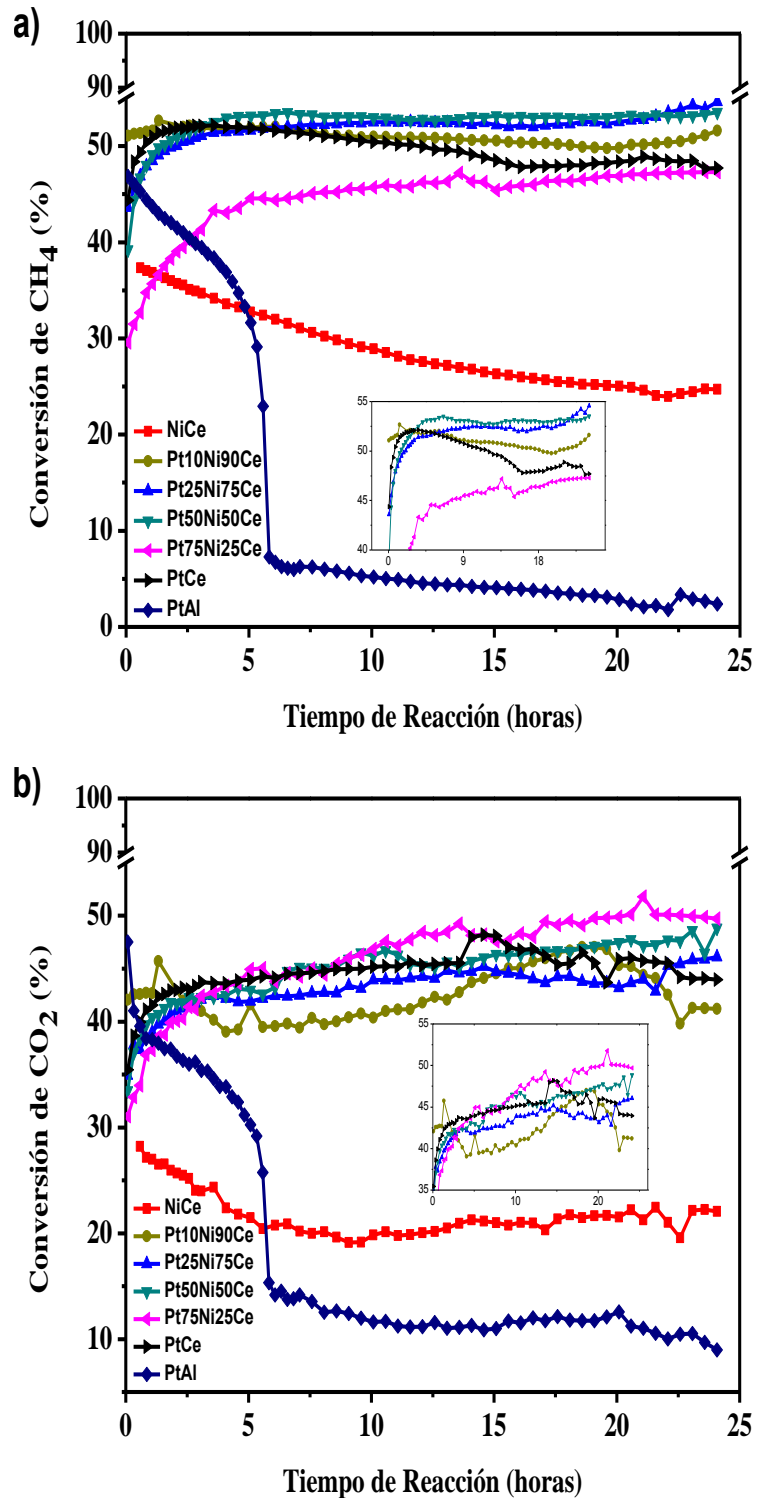 a)
Conversión de CH4 (%)
100
90
50
40
30
20
10
0
NiCe
Pt10Ni90Ce
Pt25Ni75Ce
Pt50Ni50Ce
Pt75Ni25Ce
PtCe
PtAl
55
50
45
40
0 9 18
0 5 10 15 20 25
Tiempo de Reacción (horas)
b)
Conversión de CO2 (%)
100
90
50
40
30
20
10
NiCe
Pt10Ni90Ce
Pt25Ni75Ce
Pt50Ni50Ce
Pt75Ni25Ce
PtCe
PtAl
55
50
45
40
35
0 10 20
0 5 10 15 20 25
Tiempo de Reacción (horas)